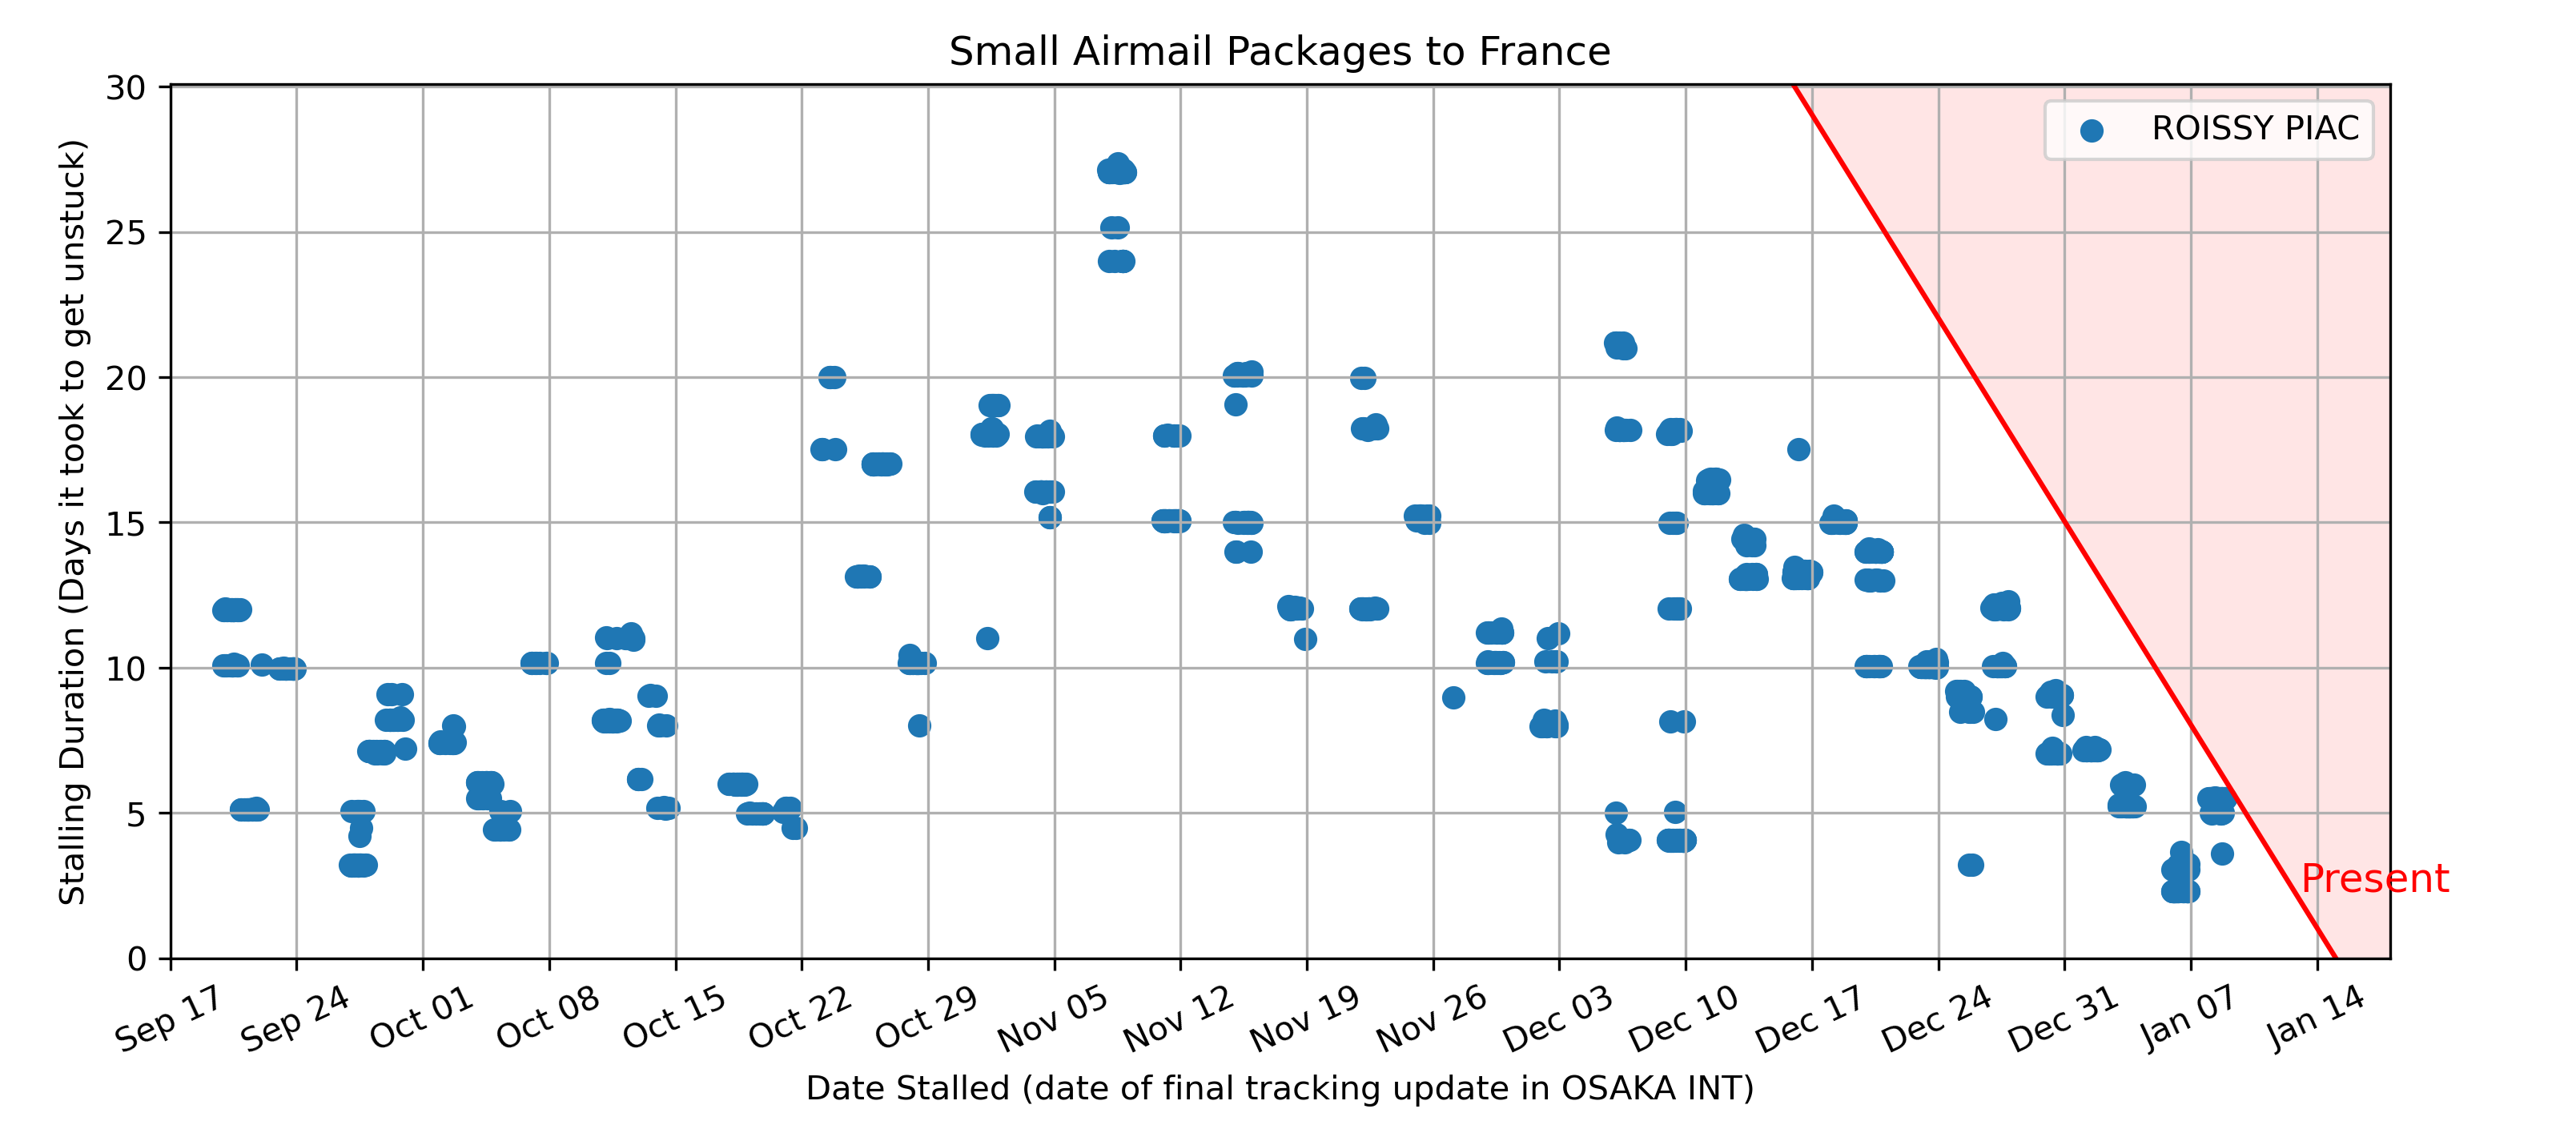 Small Airmail Packages to France
ROISSY PIAC
Present
Stalling Duration (Days it took to get unstuck)
30
25
20
15
10
5
0
Sep 17
Sep 24
Oct 01
Oct 08
Oct 15
Oct 22
Oct 29
Nov 05
Nov 12
Nov 19
Nov 26
Dec 03
Dec 10
Dec 17
Dec 24
Dec 31
Jan 07
Jan 14
Date Stalled (date of final tracking update in OSAKA INT)